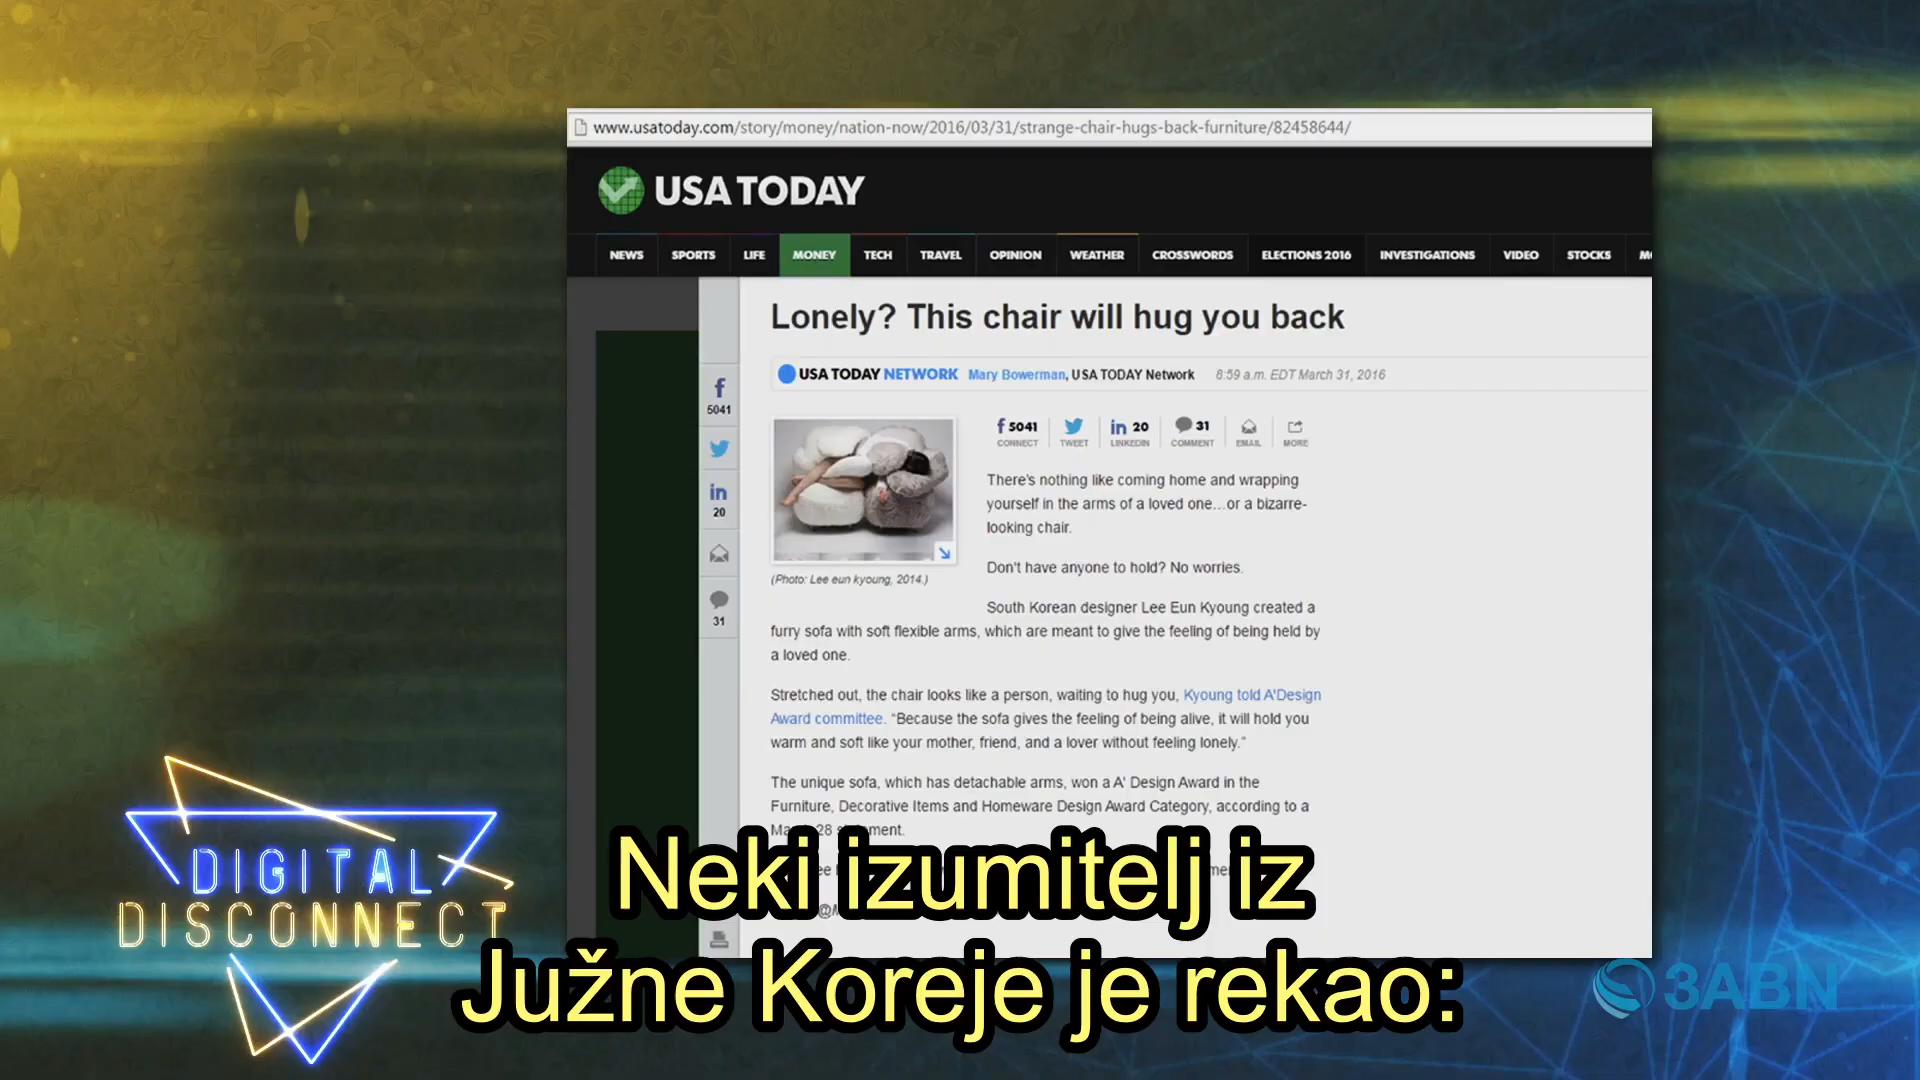 www.usatoday.com/story/money/nation-now/2016/03/31/strange-chair-hugs-back-furniture/82458644/
USA TODAY
NEWS SPORTS LIFE MONEY TECH TRAVEL OPINION WEATHER CROSSWORDS ELECTIONS 2016 INVESTIGATIONS VIDEO STOCKS
Lonely? This chair will hug you back
USA TODAY NETWORK Mary Bowerman, USA TODAY Network 8:59 a.m. EDT March 31, 2016
5041
20
31
5041 20 31
CONNECT TWEET LINKEDIN COMMENT EMAIL MORE
(Photo: Lee eun kyoung, 2014.)
There's nothing like coming home and wrapping
yourself in the arms of a loved one…or a bizarre-
looking chair.
Don't have anyone to hold? No worries.
South Korean designer Lee Eun Kyoung created a
furry sofa with soft flexible arms, which are meant to give the feeling of being held by
a loved one.
Stretched out, the chair looks like a person, waiting to hug you, Kyoung told A'Design
Award committee. “Because the sofa gives the feeling of being alive, it will hold you
warm and soft like your mother, friend, and a lover without feeling lonely.”
The unique sofa, which has detachable arms, won a A' Design Award in the
Furniture, Decorative Items and Homeware Design Award Category, according to a
28
DIGITAL
DISCONNECT
Neki izumitelj iz
Južne Koreje je rekao:
3ABN